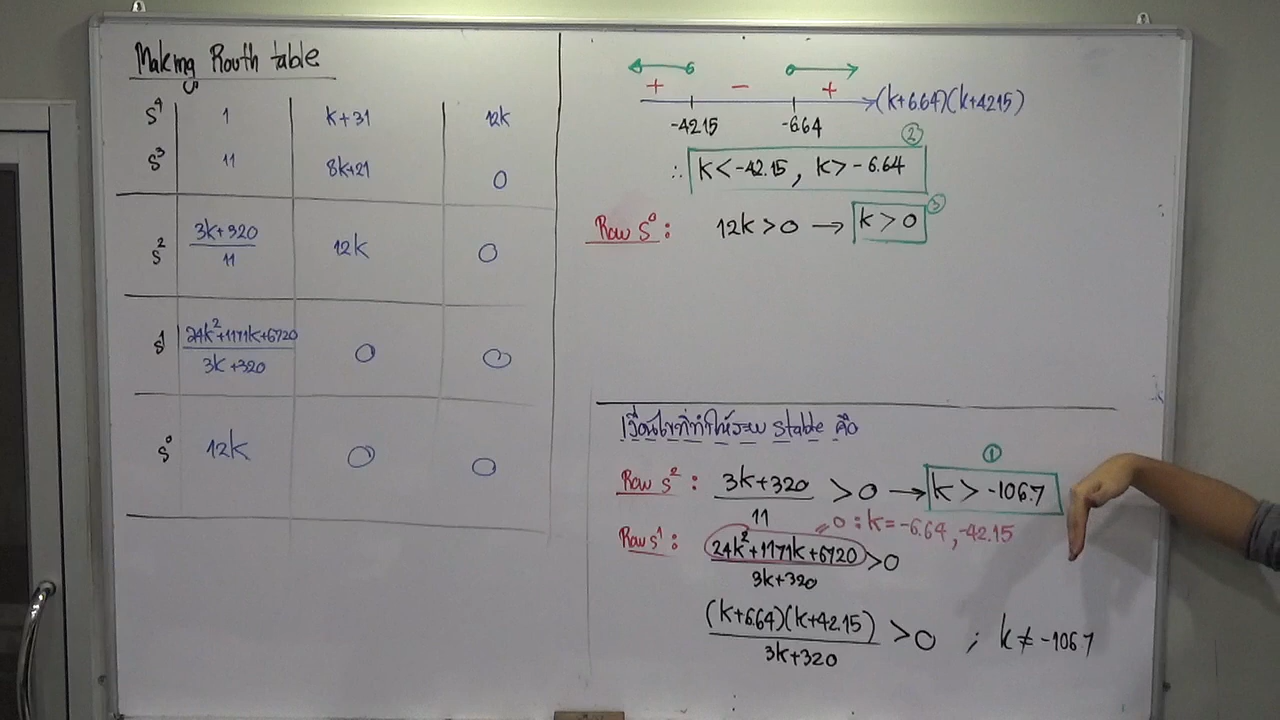 Making Routh table
S⁴ 1 k+31 12k
S³ 11 8k+21 0
S² (3k+320)/11 12k 0
S¹ (24k²+1171k+6720)/(3k+320) 0 0
S⁰ 12k 0 0
+ − + (k+6.64)(k+42.15)
-42.15 -6.64
②
∴ k < -42.15 , k > -6.64
Row S⁰ : 12k > 0 → k > 0 ③
เงื่อนไขที่ทำให้ระบบ stable คือ
①
Row S² : (3k+320)/11 > 0 → k > -106.7
= 0 : k = -6.64 , -42.15
Row S¹ : (24k²+1171k+6720)/(3k+320) > 0
(k+6.64)(k+42.15)/(3k+320) > 0 ; k ≠ -106.7